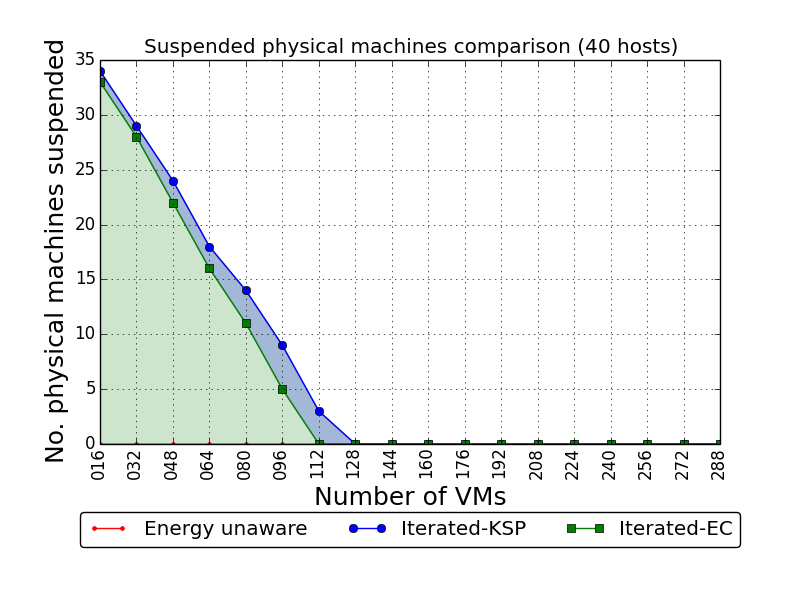 Suspended physical machines comparison (40 hosts)
No. physical machines suspended
35
30
25
20
15
10
5
0
016 032 048 064 080 096 112 128 144 160 176 192 208 224 240 256 272 288
Number of VMs
Energy unaware Iterated-KSP Iterated-EC